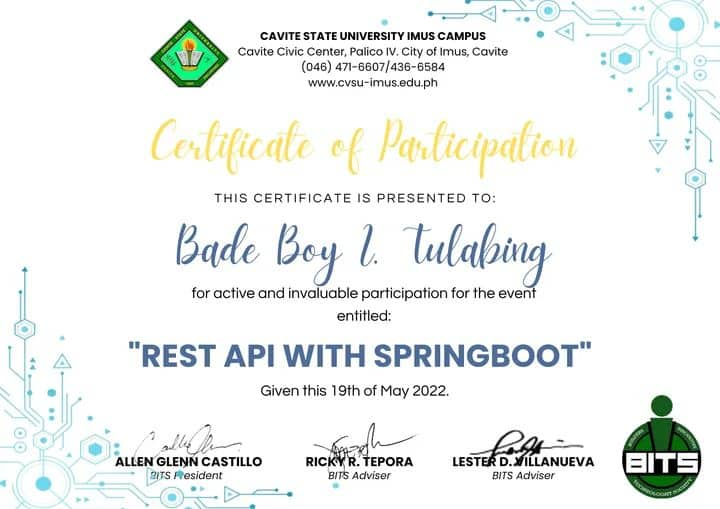 CAVITE STATE UNIVERSITY IMUS CAMPUS
Cavite Civic Center, Palico IV. City of Imus, Cavite
(046) 471-6607/436-6584
www.cvsu-imus.edu.ph
Certificate of Participation
THIS CERTIFICATE IS PRESENTED TO:
Bade Boy L. Tulabing
for active and invaluable participation for the event
entitled:
"REST API WITH SPRINGBOOT"
Given this 19th of May 2022.
ALLEN GLENN CASTILLO
BITS President
RICKY R. TEPORA
BITS Adviser
LESTER D. VILLANUEVA
BITS Adviser
BITS